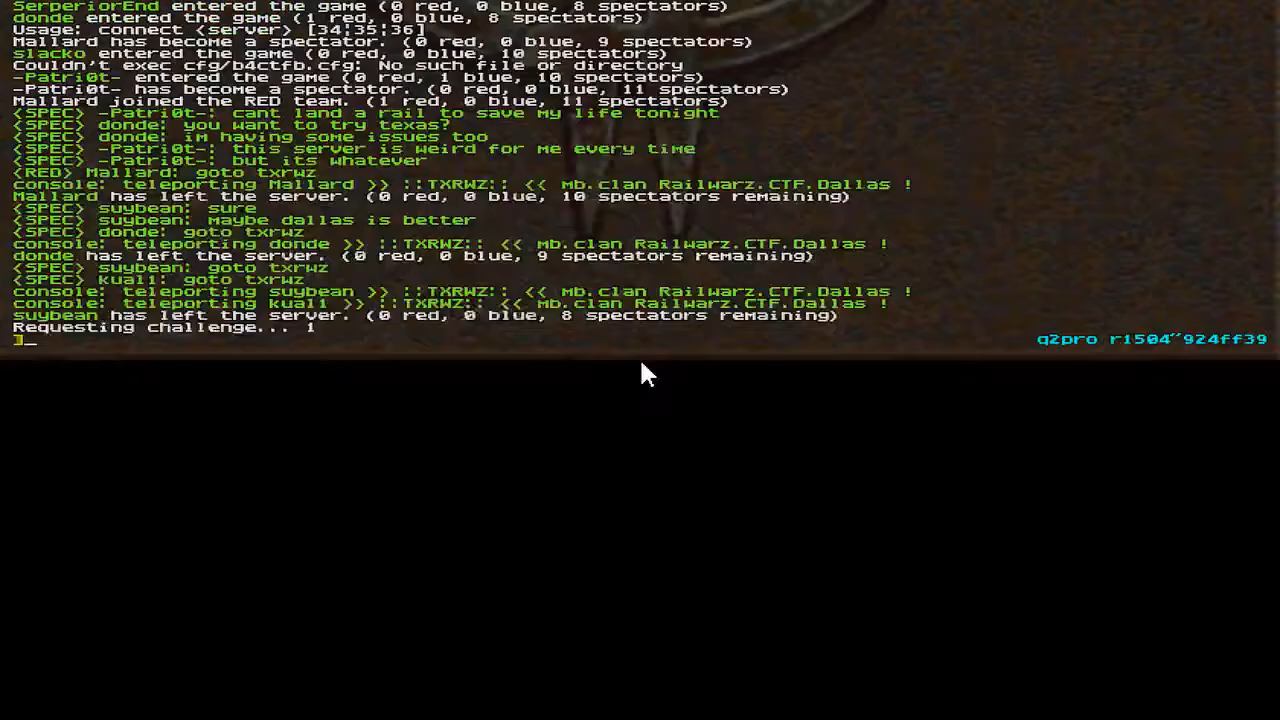 SerperiorEnd entered the game (0 red, 0 blue, 8 spectators)
donde entered the game (1 red, 0 blue, 8 spectators)
Usage: connect <server> [34|35|36]
Mallard has become a spectator. (0 red, 0 blue, 9 spectators)
slacko entered the game (0 red, 0 blue, 10 spectators)
Couldn't exec cfg/b4ctfb.cfg: No such file or directory
-Patri0t- entered the game (0 red, 1 blue, 10 spectators)
-Patri0t- has become a spectator. (0 red, 0 blue, 11 spectators)
Mallard joined the RED team. (1 red, 0 blue, 11 spectators)
(SPEC) -Patri0t-: cant land a rail to save my life tonight
(SPEC) donde: you want to try texas?
(SPEC) donde: im having some issues too
(SPEC) -Patri0t-: this server is weird for me every time
(SPEC) -Patri0t-: but its whatever
(RED) Mallard: goto txrwz
console: teleporting Mallard >> ::TXRWZ:: << mb.clan Railwarz.CTF.Dallas !
Mallard has left the server. (0 red, 0 blue, 10 spectators remaining)
(SPEC) suybean: sure
(SPEC) suybean: maybe dallas is better
(SPEC) donde: goto txrwz
console: teleporting donde >> ::TXRWZ:: << mb.clan Railwarz.CTF.Dallas !
donde has left the server. (0 red, 0 blue, 9 spectators remaining)
(SPEC) suybean: goto txrwz
(SPEC) kual1: goto txrwz
console: teleporting suybean >> ::TXRWZ:: << mb.clan Railwarz.CTF.Dallas !
console: teleporting kual1 >> ::TXRWZ:: << mb.clan Railwarz.CTF.Dallas !
suybean has left the server. (0 red, 0 blue, 8 spectators remaining)
Requesting challenge... 1
]_
q2pro r1504~924ff39